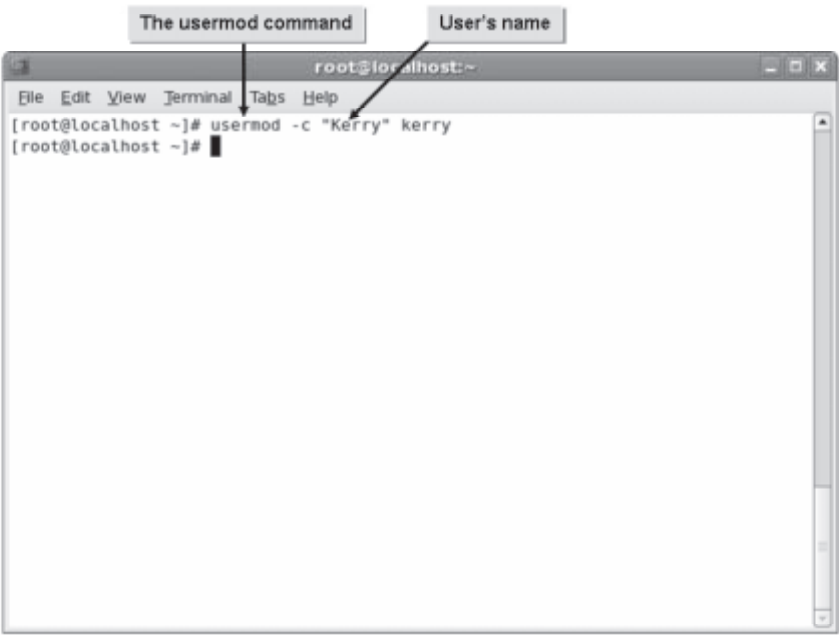 The usermod command
User's name
root@localhost:~
File Edit View Terminal Tabs Help
[root@localhost ~]# usermod -c "Kerry" kerry
[root@localhost ~]#